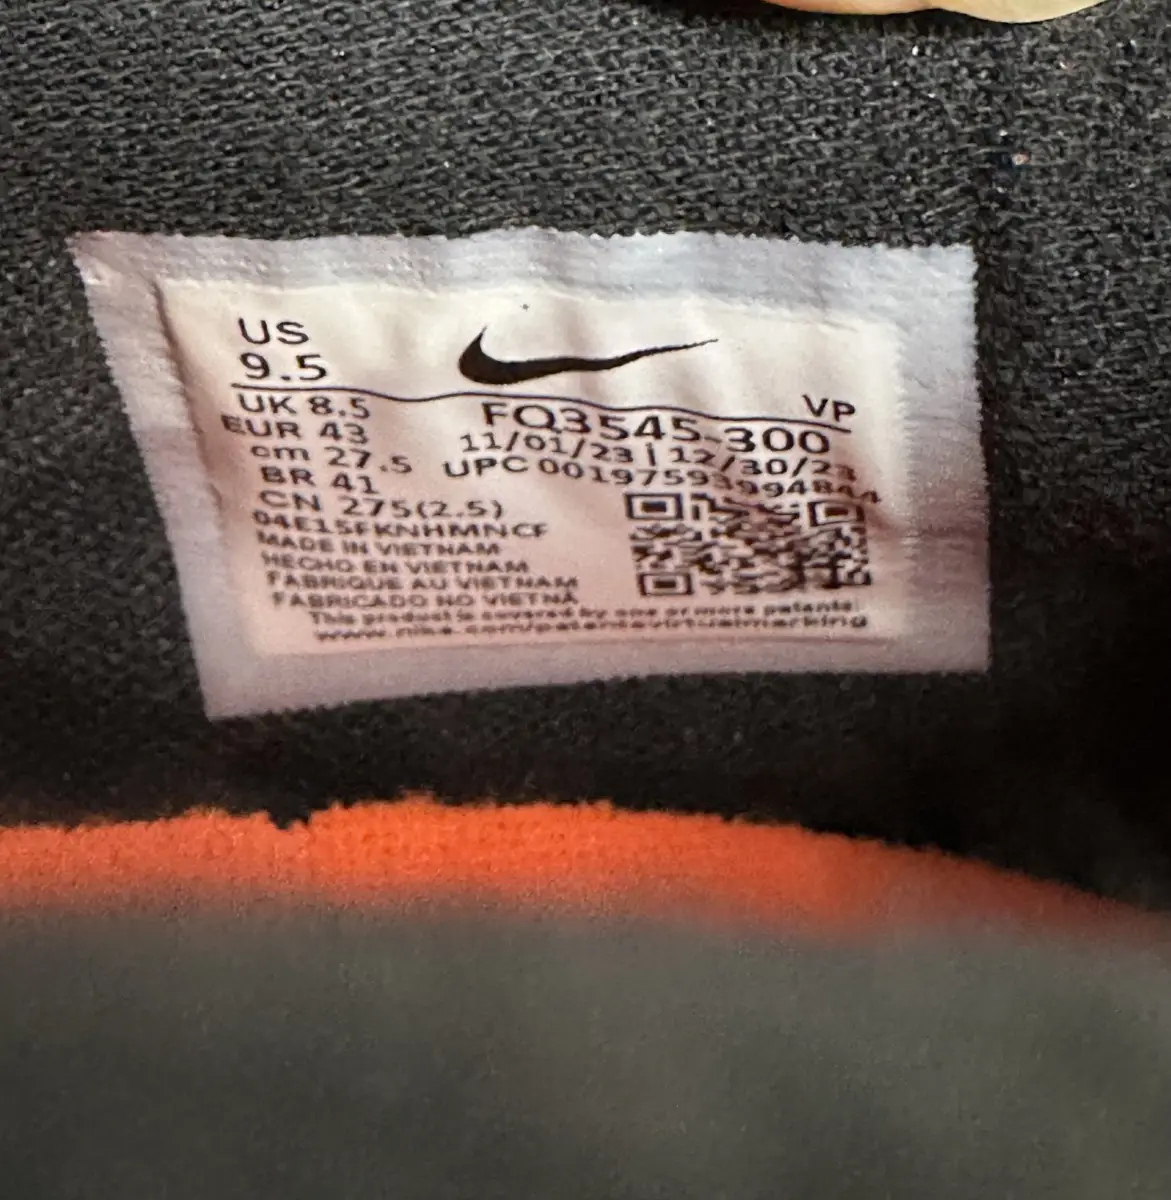 US
9.5
VP
UK 8.5
FQ3545-300
EUR 43
11/01/23 | 12/30/23
cm 27.5
UPC 00197593994844
BR 41
CN 275(2.5)
04E15FKNHMNCF
MADE IN VIETNAM
HECHO EN VIETNAM
FABRIQUE AU VIETNAM
FABRICADO NO VIETNÃ
This product is covered by one or more patents:
www.nike.com/patentsvirtualmarking